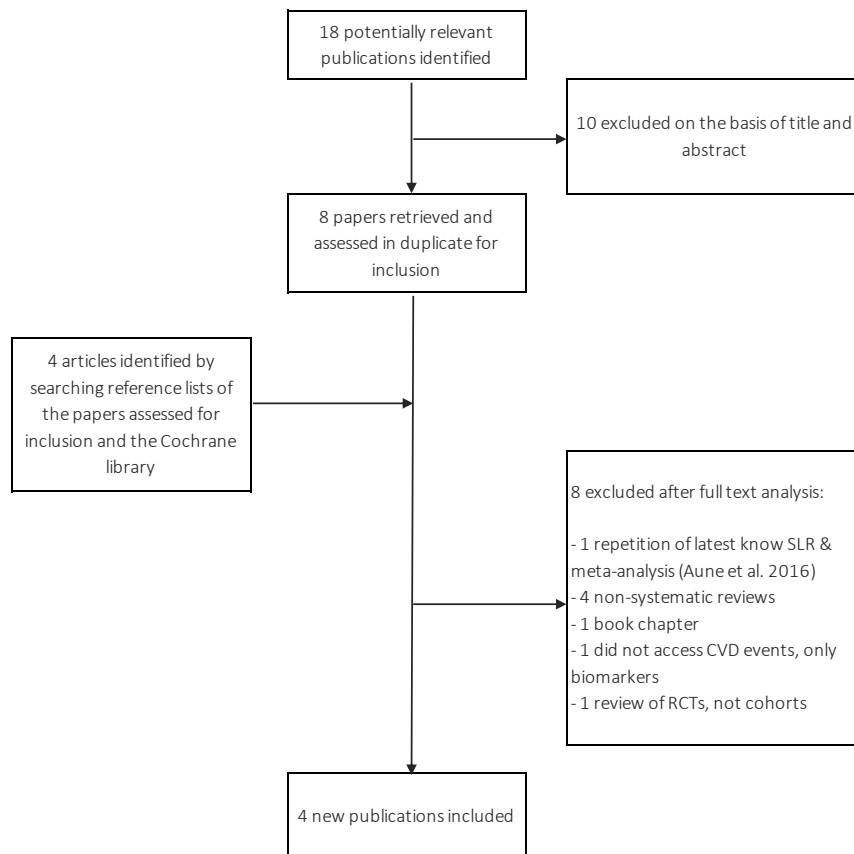 18 potentially relevant
publications identified
10 excluded on the basis of title and
abstract
8 papers retrieved and
assessed in duplicate for
inclusion
4 articles identified by
searching reference lists of
the papers assessed for
inclusion and the Cochrane
library
8 excluded after full text analysis:
- 1 repetition of latest know SLR &
meta-analysis (Aune et al. 2016)
- 4 non-systematic reviews
- 1 book chapter
- 1 did not access CVD events, only
biomarkers
- 1 review of RCTs, not cohorts
4 new publications included